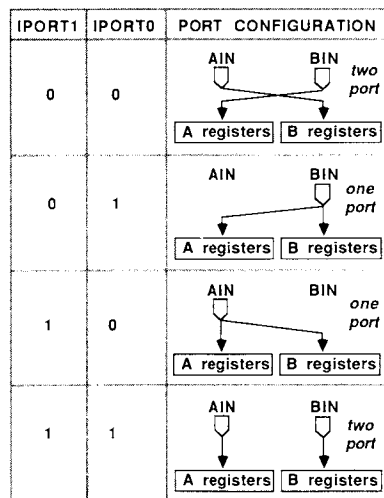 IPORT1 IPORT0 PORT CONFIGURATION
AIN BIN
two
0 0 port
A registers B registers
AIN BIN
one
0 1 port
A registers B registers
AIN BIN
one
1 0 port
A registers B registers
AIN BIN
two
1 1 port
A registers B registers